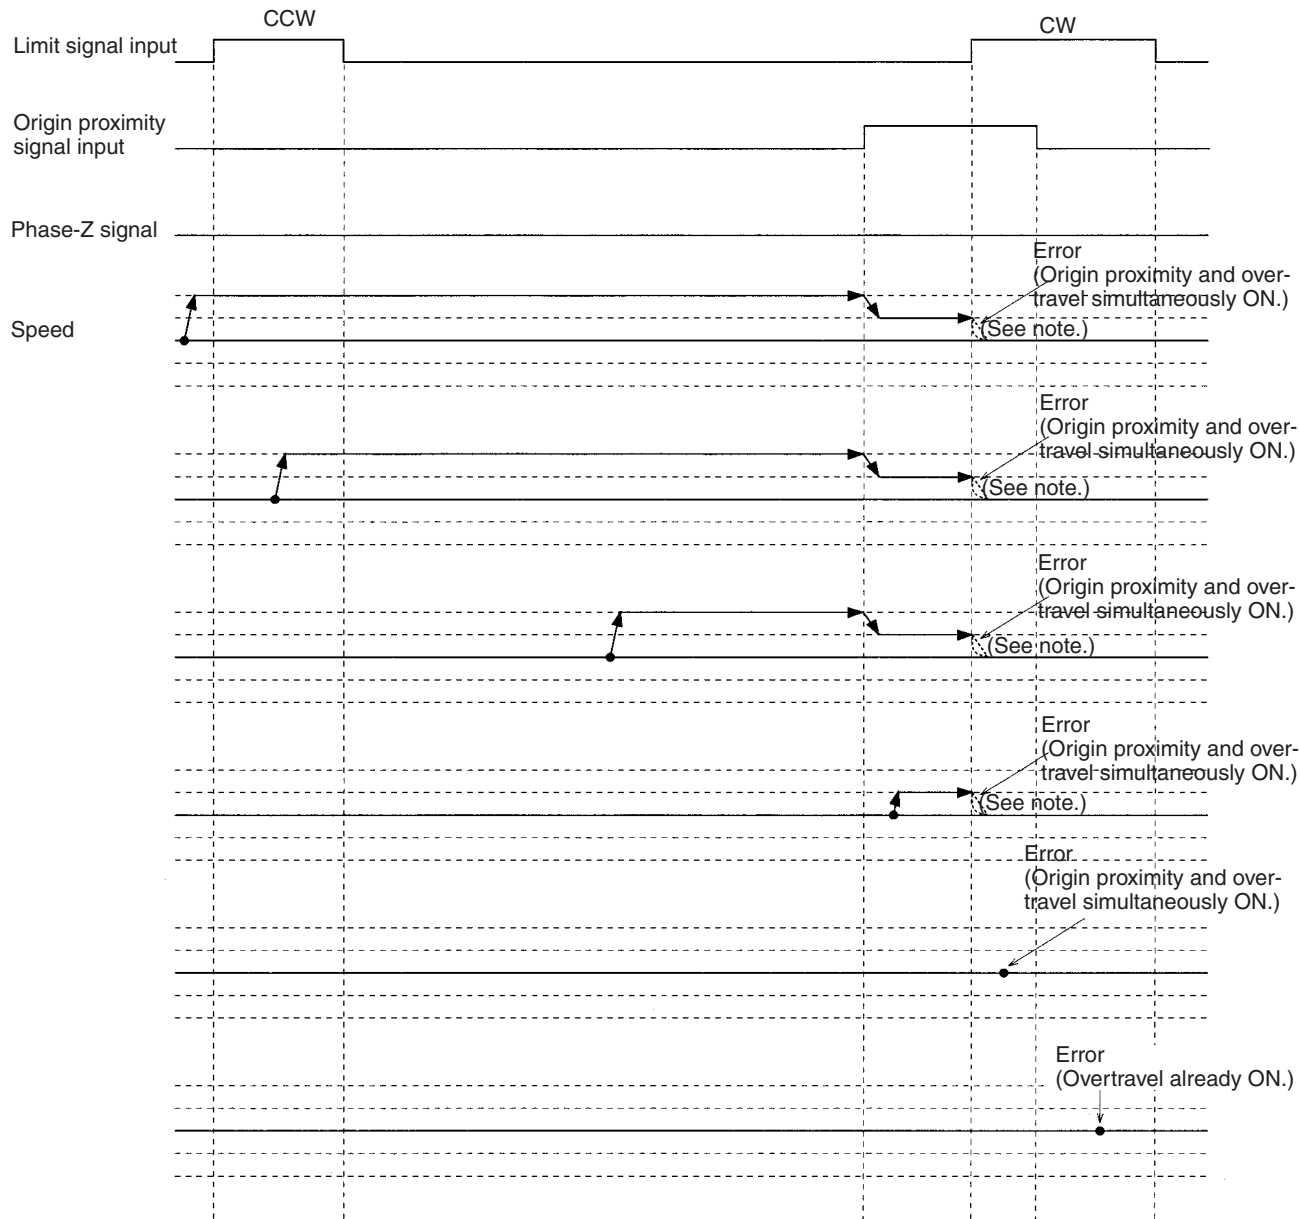 CCW
CW
Limit signal input
Origin proximity
signal input
Phase-Z signal
Error
(Origin proximity and over-
travel simultaneously ON.)
Speed
(See note.)
Error
(Origin proximity and over-
travel simultaneously ON.)
(See note.)
Error
(Origin proximity and over-
travel simultaneously ON.)
(See note.)
Error
(Origin proximity and over-
travel simultaneously ON.)
(See note.)
Error
(Origin proximity and over-
travel simultaneously ON.)
Error
(Overtravel already ON.)